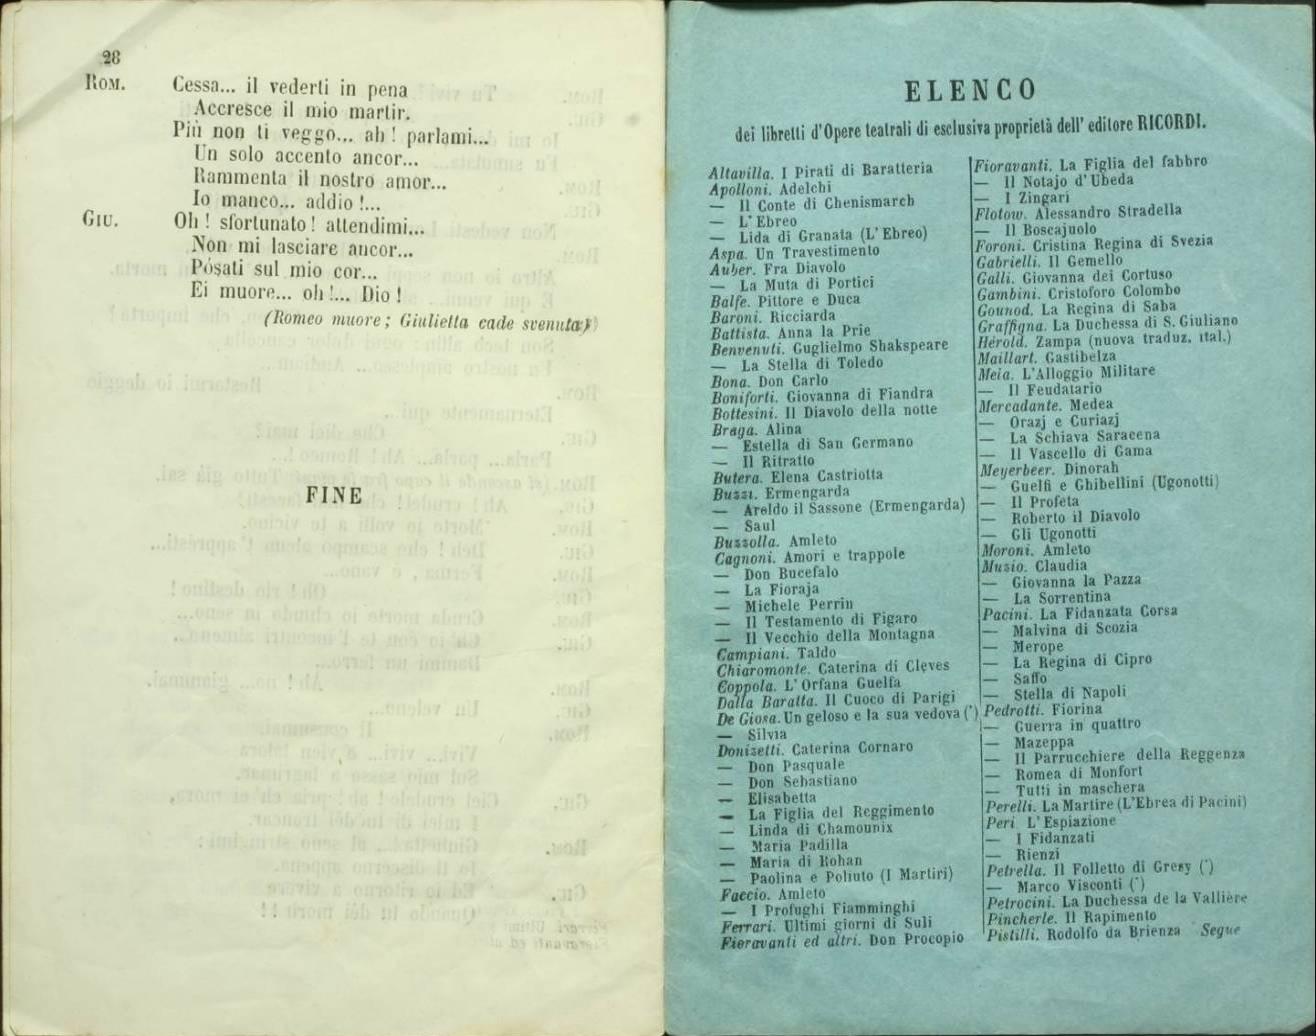 28
ROM. Cessa... il vederti in pena
Accresce il mio martir.
Più non ti veggo... ah! parlami...
Un solo accento ancor...
Rammenta il nostro amor...
Io manco... addio!...
GIU. Oh! sfortunato! attendimi...
Non mi lasciare ancor...
Pósati sul mio cor...
Ei muore... oh!... Dio!
(Romeo muore; Giulietta cade svenuta)
FINE
ELENCO
dei libretti d'Opere teatrali di esclusiva proprietà dell'editore RICORDI.
Altavilla. I Pirati di Baratteria
Apolloni. Adelchi
— Il Conte di Chenismarch
— L'Ebreo
— Lida di Granata (L'Ebreo)
Aspa. Un Travestimento
Auber. Fra Diavolo
— La Muta di Portici
Balfe. Pittore e Duca
Baroni. Ricciarda
Battista. Anna la Prie
Benvenuti. Guglielmo Shakspeare
— La Stella di Toledo
Bona. Don Carlo
Boniforti. Giovanna di Fiandra
Bottesini. Il Diavolo della notte
Braga. Alina
— Estella di San Germano
— Il Ritratto
Butera. Elena Castriotta
Buzzi. Ermengarda
— Aroldo il Sassone (Ermengarda)
— Saul
Buzzolla. Amleto
Cagnoni. Amori e trappole
— Don Bucefalo
— La Fioraja
— Michele Perrin
— Il Testamento di Figaro
— Il Vecchio della Montagna
Campiani. Taldo
Chiaromonte. Caterina di Cleves
Coppola. L'Orfana Guelfa
Dalla Baratta. Il Cuoco di Parigi
De Giosa. Un geloso e la sua vedova (*)
— Silvia
Donizetti. Caterina Cornaro
— Don Pasquale
— Don Sebastiano
— Elisabetta
— La Figlia del Reggimento
— Linda di Chamounix
— Maria Padilla
— Maria di Rohan
— Paolina e Poliuto (I Martiri)
Faccio. Amleto
— I Profughi Fiamminghi
Ferrari. Ultimi giorni di Suli
Fioravanti ed altri. Don Procopio
Fioravanti. La Figlia del fabbro
— Il Notajo d'Ubeda
— I Zingari
Flotow. Alessandro Stradella
— Il Boscajuolo
Foroni. Cristina Regina di Svezia
Gabrielli. Il Gemello
Galli. Giovanna dei Cortuso
Gambini. Cristoforo Colombo
Gounod. La Regina di Saba
Graffigna. La Duchessa di S. Giuliano
Hérold. Zampa (nuova traduz. ital.)
Maillart. Gastibelza
Meia. L'Alloggio Militare
— Il Feudatario
Mercadante. Medea
— Orazj e Curiazj
— La Schiava Saracena
— Il Vascello di Gama
Meyerbeer. Dinorah
— Guelfi e Ghibellini (Ugonotti)
— Il Profeta
— Roberto il Diavolo
— Gli Ugonotti
Moroni. Amleto
Muzio. Claudia
— Giovanna la Pazza
— La Sorrentina
Pacini. La Fidanzata Corsa
— Malvina di Scozia
— Merope
— La Regina di Cipro
— Saffo
— Stella di Napoli
Pedrotti. Fiorina
— Guerra in quattro
— Mazeppa
— Il Parrucchiere della Reggenza
— Romea di Monfort
— Tutti in maschera
Perelli. La Martire (L'Ebrea di Pacini)
Peri L'Espiazione
— I Fidanzati
— Rienzi
Petrella. Il Folletto di Gresy (*)
— Marco Visconti (*)
Petrocini. La Duchessa de la Vallière
Pincherle. Il Rapimento
Pistilli. Rodolfo da Brienza Segue